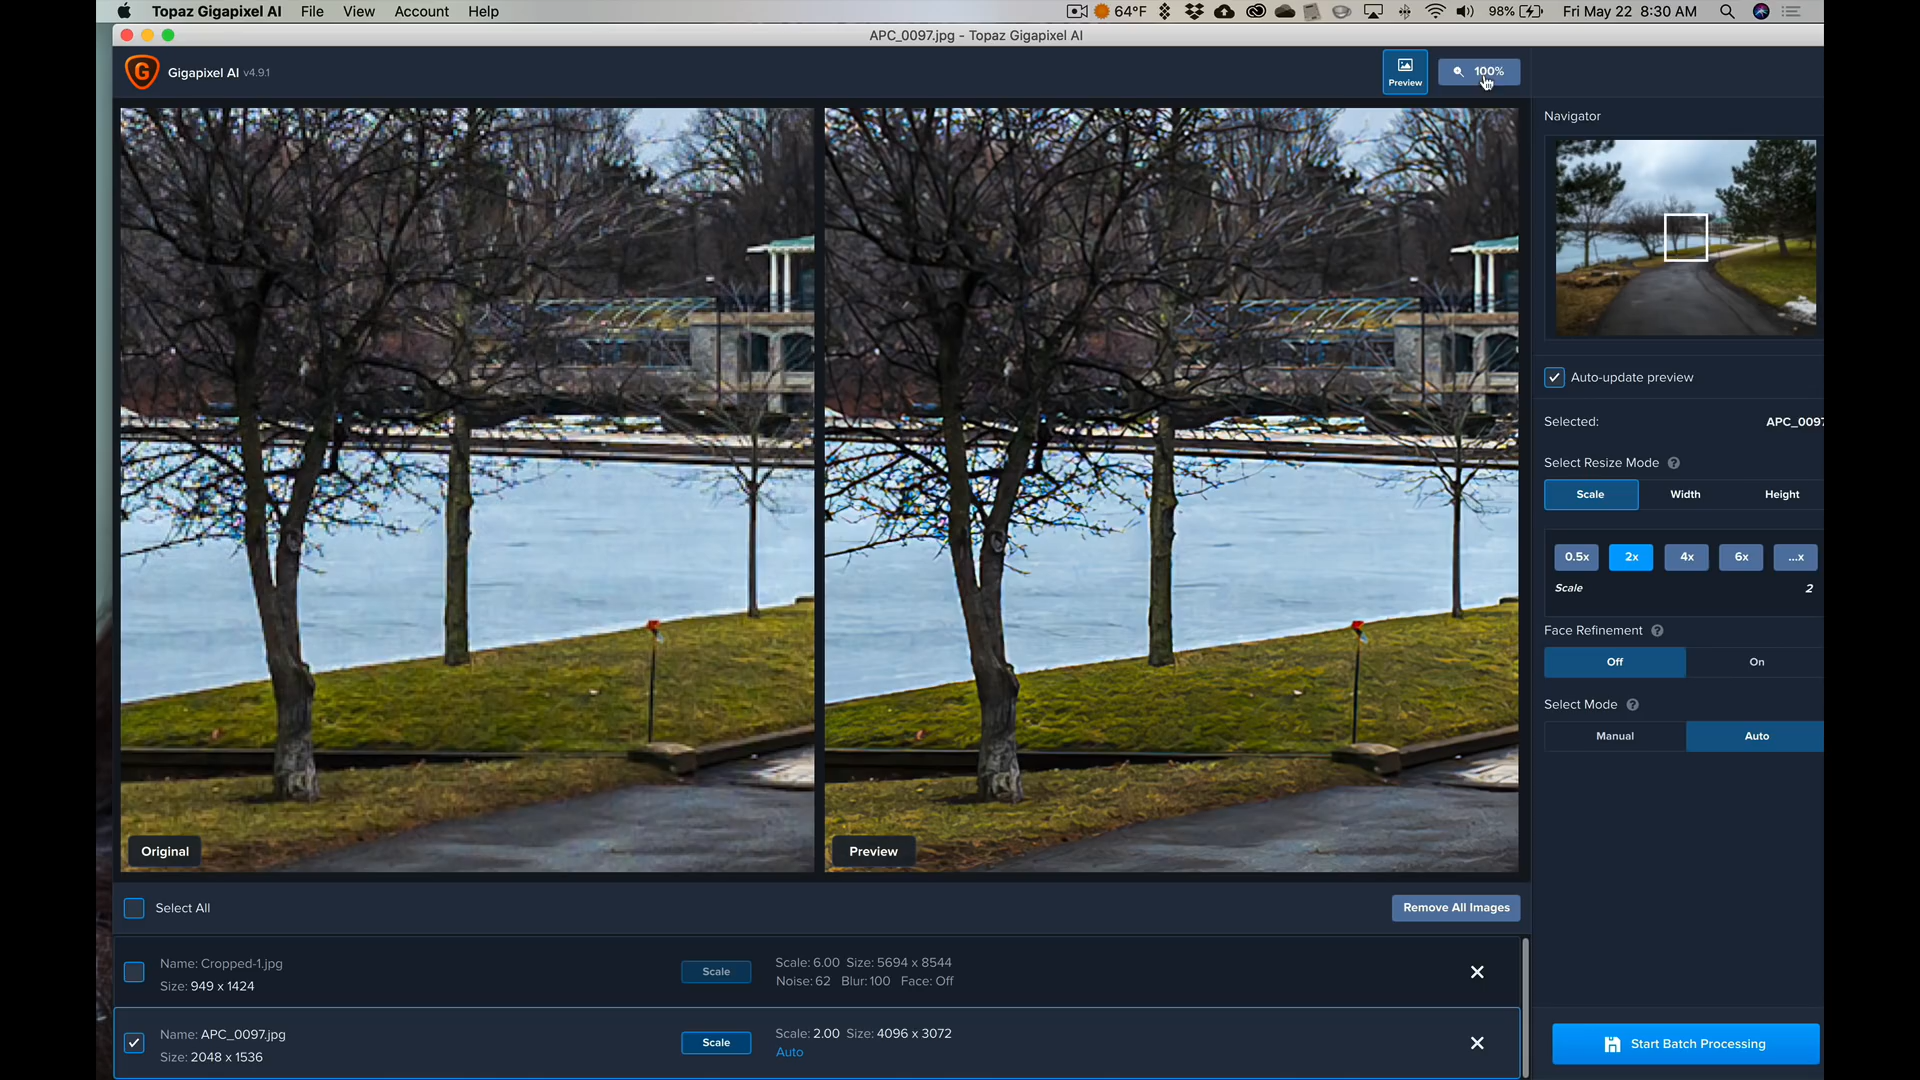 Topaz Gigapixel AI File View Account Help 64°F 98% Fri May 22 8:30 AM
APC_0097.jpg - Topaz Gigapixel AI
G Gigapixel AI v4.9.1
Preview
100%
Navigator
Auto-update preview
Selected: APC_0097
Select Resize Mode ?
Scale Width Height
0.5x 2x 4x 6x ...x
Scale 2
Face Refinement ?
Off On
Select Mode ?
Manual Auto
Original Preview
Select All Remove All Images
Name: Cropped-1.jpg
Size: 949 x 1424
Scale
Scale: 6.00 Size: 5694 x 8544
Noise: 62 Blur: 100 Face: Off
Name: APC_0097.jpg
Size: 2048 x 1536
Scale
Scale: 2.00 Size: 4096 x 3072
Auto
Start Batch Processing